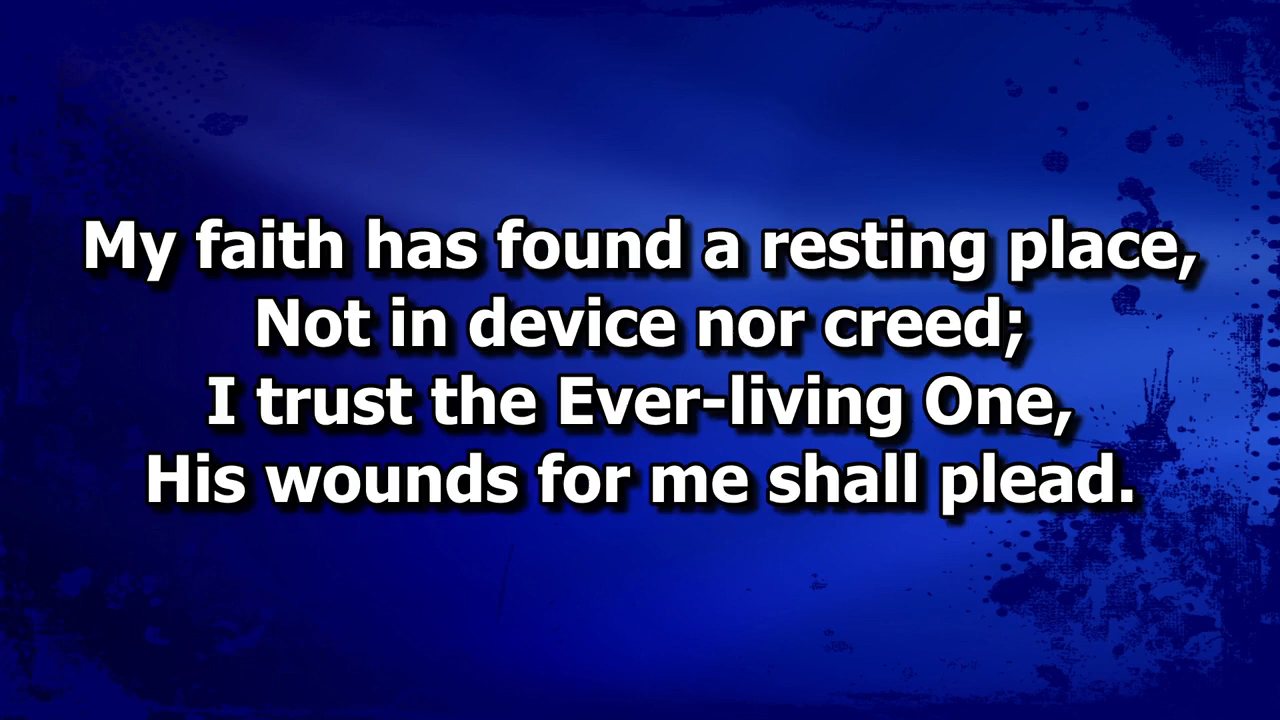 My faith has found a resting place,
Not in device nor creed;
I trust the Ever-living One,
His wounds for me shall plead.